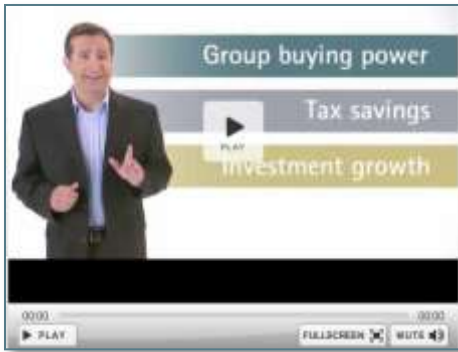 Group buying power
Tax savings
PLAY
Investment growth
00:00 00:00
PLAY FULLSCREEN MUTE